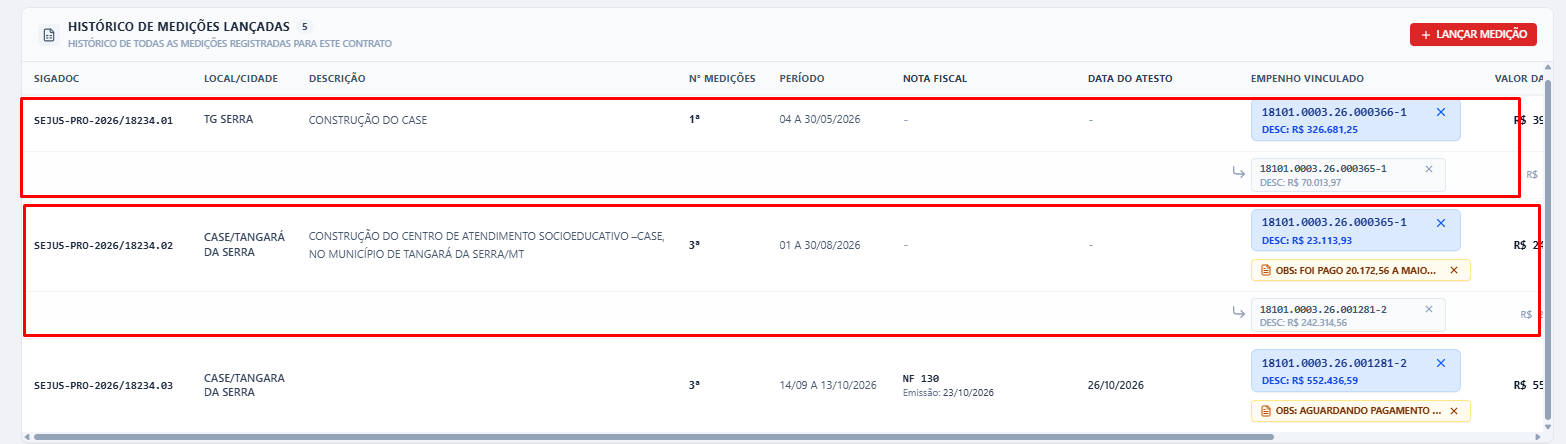 HISTÓRICO DE MEDIÇÕES LANÇADAS 5
HISTÓRICO DE TODAS AS MEDIÇÕES REGISTRADAS PARA ESTE CONTRATO
+ LANÇAR MEDIÇÃO
SIGADOC LOCAL/CIDADE DESCRIÇÃO N° MEDIÇÕES PERÍODO NOTA FISCAL DATA DO ATESTO EMPENHO VINCULADO VALOR DA
SEJUS-PRO-2026/18234.01 TG SERRA CONSTRUÇÃO DO CASE 1ª 04 A 30/05/2026 - - 18101.0003.26.000366-1 R$ 39
DESC: R$ 326.681,25
18101.0003.26.000365-1 R$
DESC: R$ 70.013,97
SEJUS-PRO-2026/18234.02 CASE/TANGARÁ DA SERRA
CONSTRUÇÃO DO CENTRO DE ATENDIMENTO SOCIOEDUCATIVO –CASE,
NO MUNICÍPIO DE TANGARÁ DA SERRA/MT
3ª 01 A 30/08/2026 - - 18101.0003.26.000365-1 R$ 24
DESC: R$ 23.113,93
OBS: FOI PAGO 20.172,56 A MAIO...
18101.0003.26.001281-2 R$ 2
DESC: R$ 242.314,56
SEJUS-PRO-2026/18234.03 CASE/TANGARA DA SERRA
3ª 14/09 A 13/10/2026 NF 130 26/10/2026 18101.0003.26.001281-2 R$ 55
Emissão: 23/10/2026 DESC: R$ 552.436,59
OBS: AGUARDANDO PAGAMENTO ...